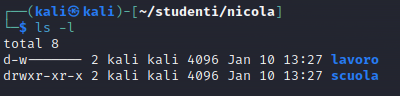 ┌──(kali㉿kali)-[~/studenti/nicola]
└─$ ls -l
total 8
d-w------- 2 kali kali 4096 Jan 10 13:27 lavoro
drwxr-xr-x 2 kali kali 4096 Jan 10 13:27 scuola